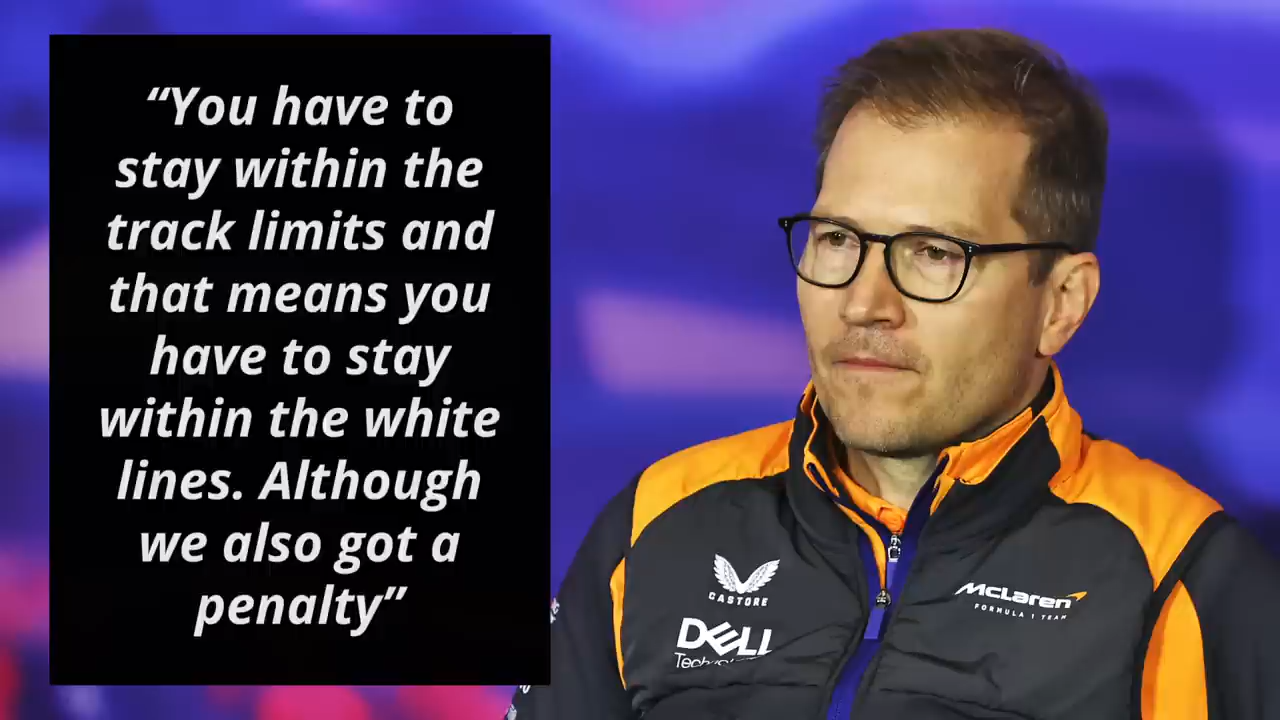 “You have to
stay within the
track limits and
that means you
have to stay
within the white
lines. Although
we also got a
penalty”
CASTORE
DELL
Technologies
McLaren
FORMULA 1 TEAM